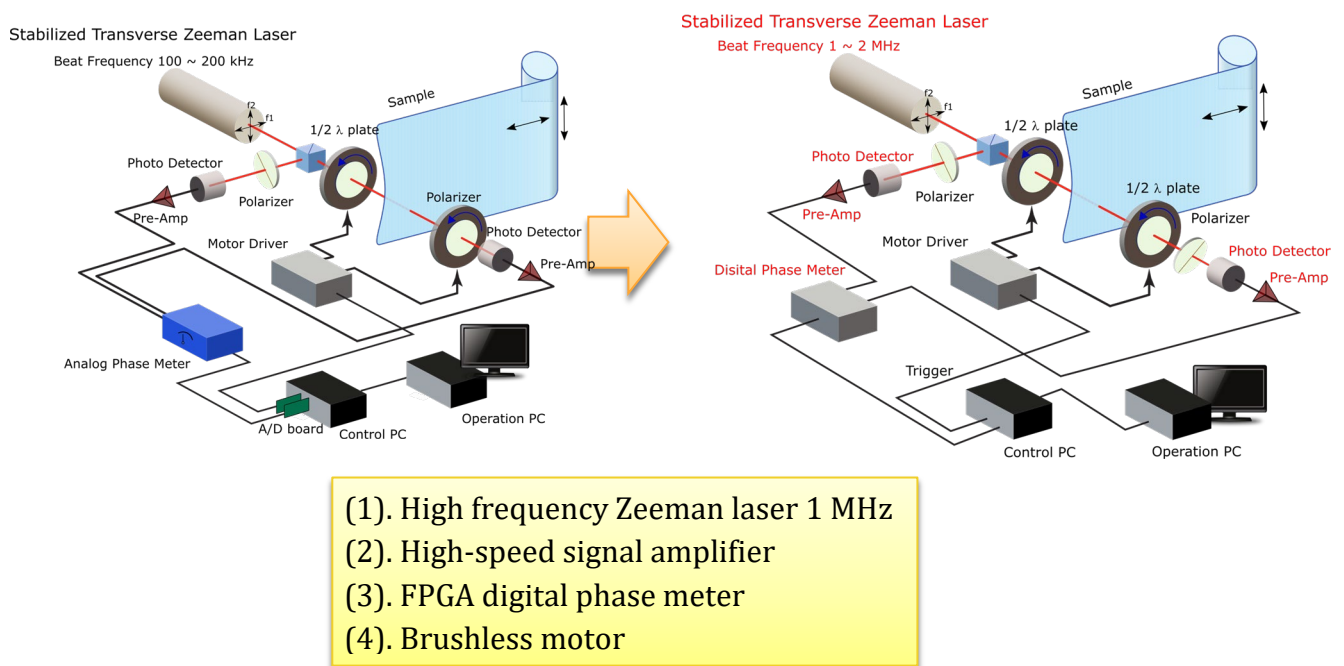 Stabilized Transverse Zeeman Laser
Beat Frequency 100 ~ 200 kHz
f2
f1
Sample
1/2 λ plate
Photo Detector
Polarizer
Polarizer
Pre-Amp
Photo Detector
Motor Driver
Pre-Amp
Analog Phase Meter
A/D board
Control PC
Operation PC
Stabilized Transverse Zeeman Laser
Beat Frequency 1 ~ 2 MHz
f2
f1
Sample
1/2 λ plate
Photo Detector
1/2 λ plate
Polarizer
Pre-Amp
Polarizer
Motor Driver
Photo Detector
Disital Phase Meter
Pre-Amp
Trigger
Control PC
Operation PC
(1). High frequency Zeeman laser 1 MHz
(2). High-speed signal amplifier
(3). FPGA digital phase meter
(4). Brushless motor